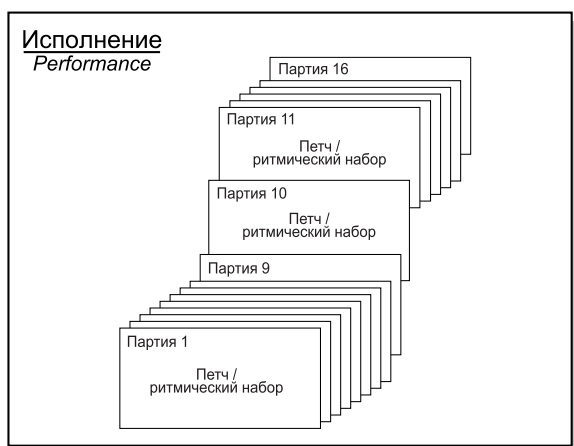 Исполнение
Performance
Партия 16
Партия 11
Петч /
ритмический набор
Партия 10
Петч /
ритмический набор
Партия 9
Партия 1
Петч /
ритмический набор